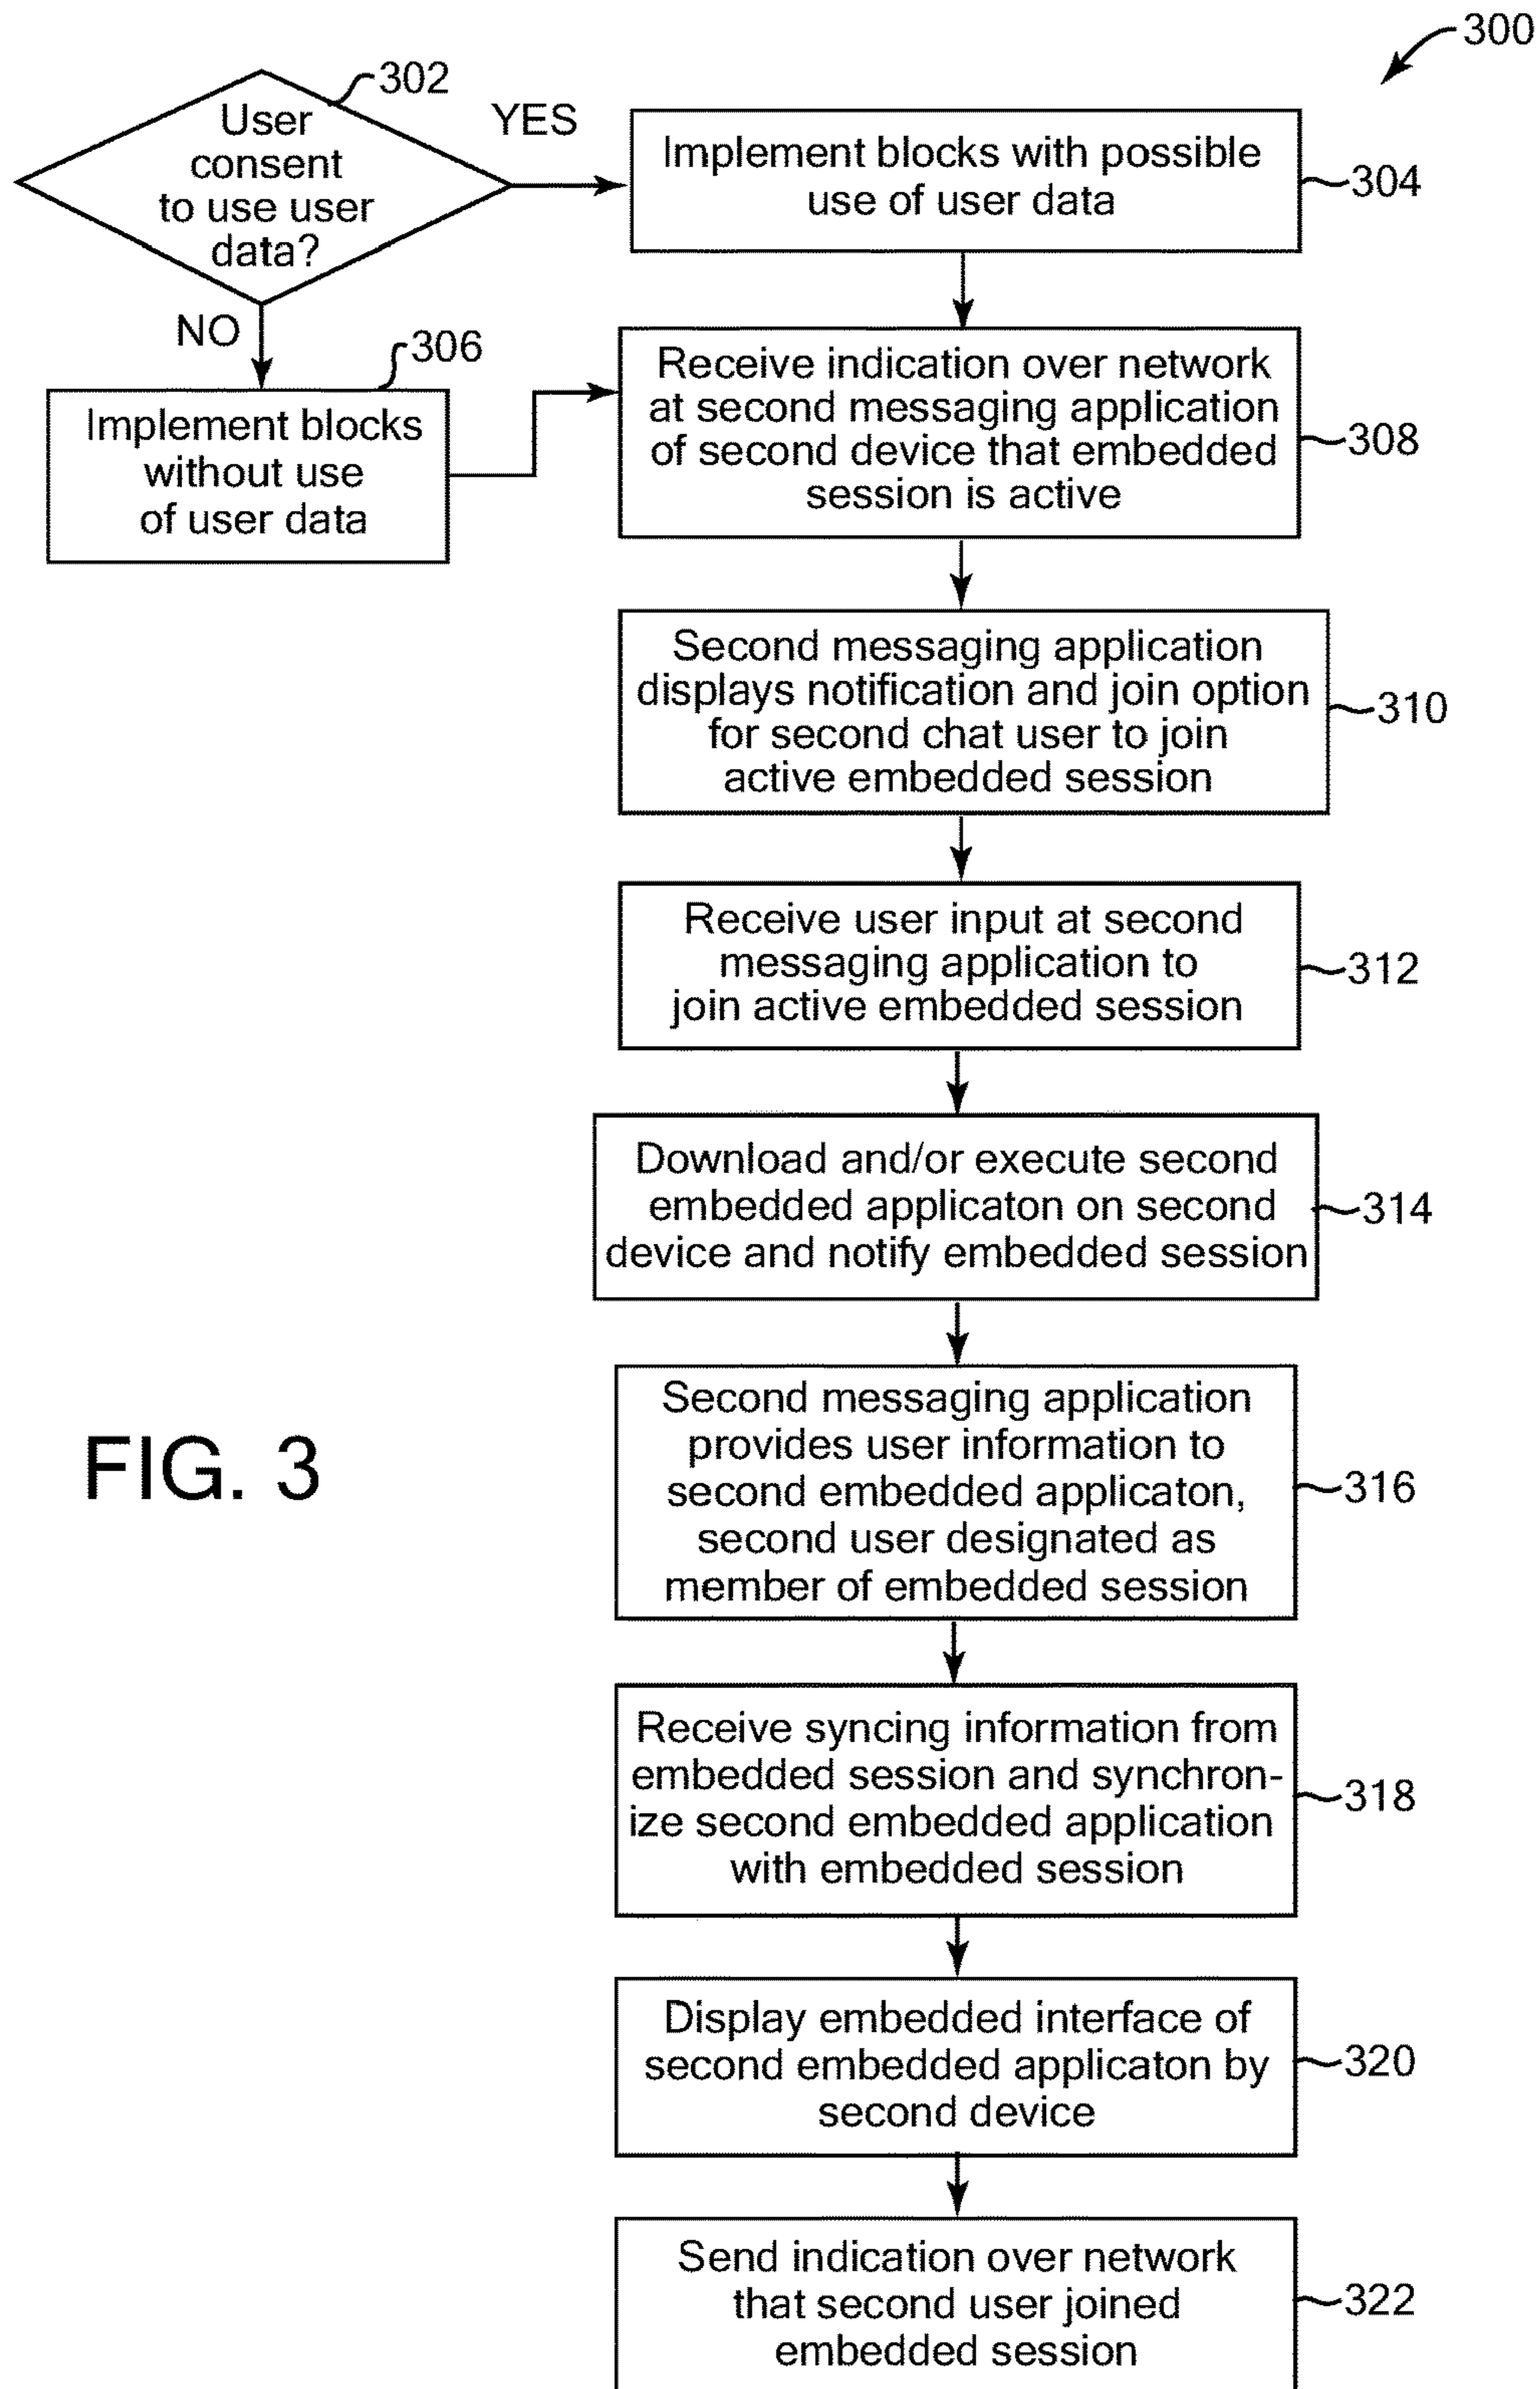 300
302
User
consent
to use user
data?
YES
NO
Implement blocks with possible
use of user data
304
306
Implement blocks
without use
of user data
Receive indication over network
at second messaging application
of second device that embedded
session is active
308
Second messaging application
displays notification and join option
for second chat user to join
active embedded session
310
Receive user input at second
messaging application to
join active embedded session
312
Download and/or execute second
embedded applicaton on second
device and notify embedded session
314
Second messaging application
provides user information to
second embedded applicaton,
second user designated as
member of embedded session
316
FIG. 3
Receive syncing information from
embedded session and synchron-
ize second embedded application
with embedded session
318
Display embedded interface of
second embedded applicaton by
second device
320
Send indication over network
that second user joined
embedded session
322